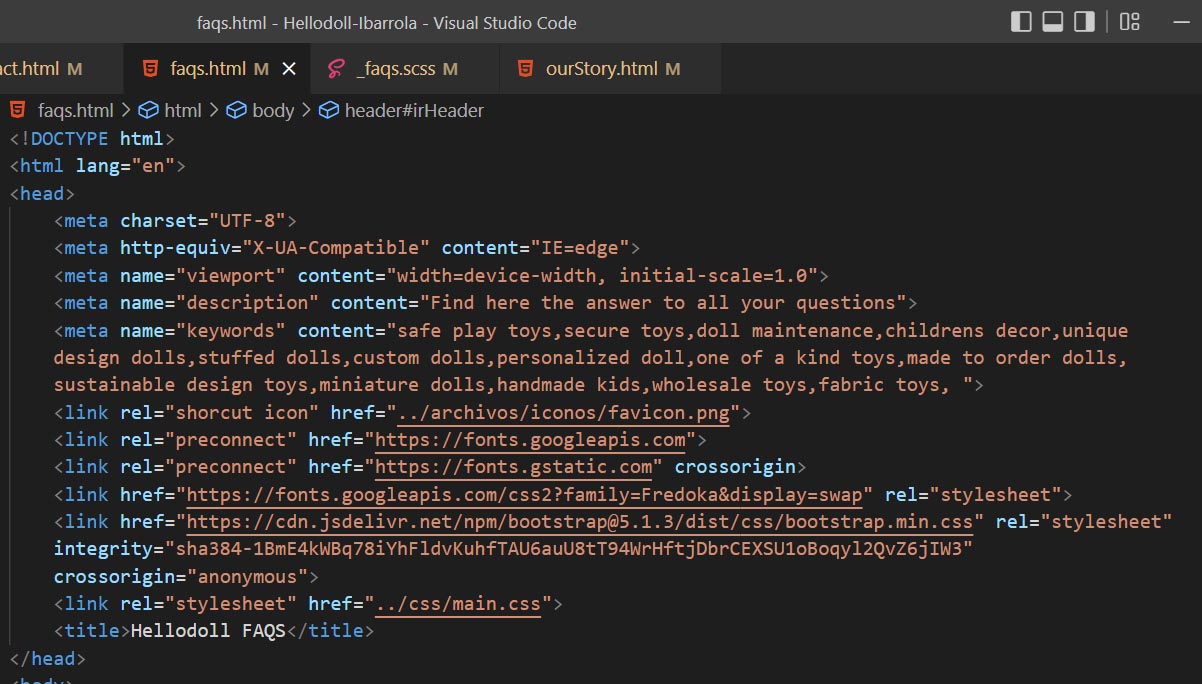 faqs.html - Hellodoll-Ibarrola - Visual Studio Code
act.html M faqs.html M _faqs.scss M ourStory.html M
faqs.html > html > body > header#irHeader
<!DOCTYPE html>
<html lang="en">
<head>
<meta charset="UTF-8">
<meta http-equiv="X-UA-Compatible" content="IE=edge">
<meta name="viewport" content="width=device-width, initial-scale=1.0">
<meta name="description" content="Find here the answer to all your questions">
<meta name="keywords" content="safe play toys,secure toys,doll maintenance,childrens decor,unique
design dolls,stuffed dolls,custom dolls,personalized doll,one of a kind toys,made to order dolls,
sustainable design toys,miniature dolls,handmade kids,wholesale toys,fabric toys, ">
<link rel="shorcut icon" href="../archivos/iconos/favicon.png">
<link rel="preconnect" href="https://fonts.googleapis.com">
<link rel="preconnect" href="https://fonts.gstatic.com" crossorigin>
<link href="https://fonts.googleapis.com/css2?family=Fredoka&display=swap" rel="stylesheet">
<link href="https://cdn.jsdelivr.net/npm/bootstrap@5.1.3/dist/css/bootstrap.min.css" rel="stylesheet"
integrity="sha384-1BmE4kWBq78iYhFldvKuhfTAU6auU8tT94WrHftjDbrCEXSU1oBoqyl2QvZ6jIW3"
crossorigin="anonymous">
<link rel="stylesheet" href="../css/main.css">
<title>Hellodoll FAQS</title>
</head>
<body>